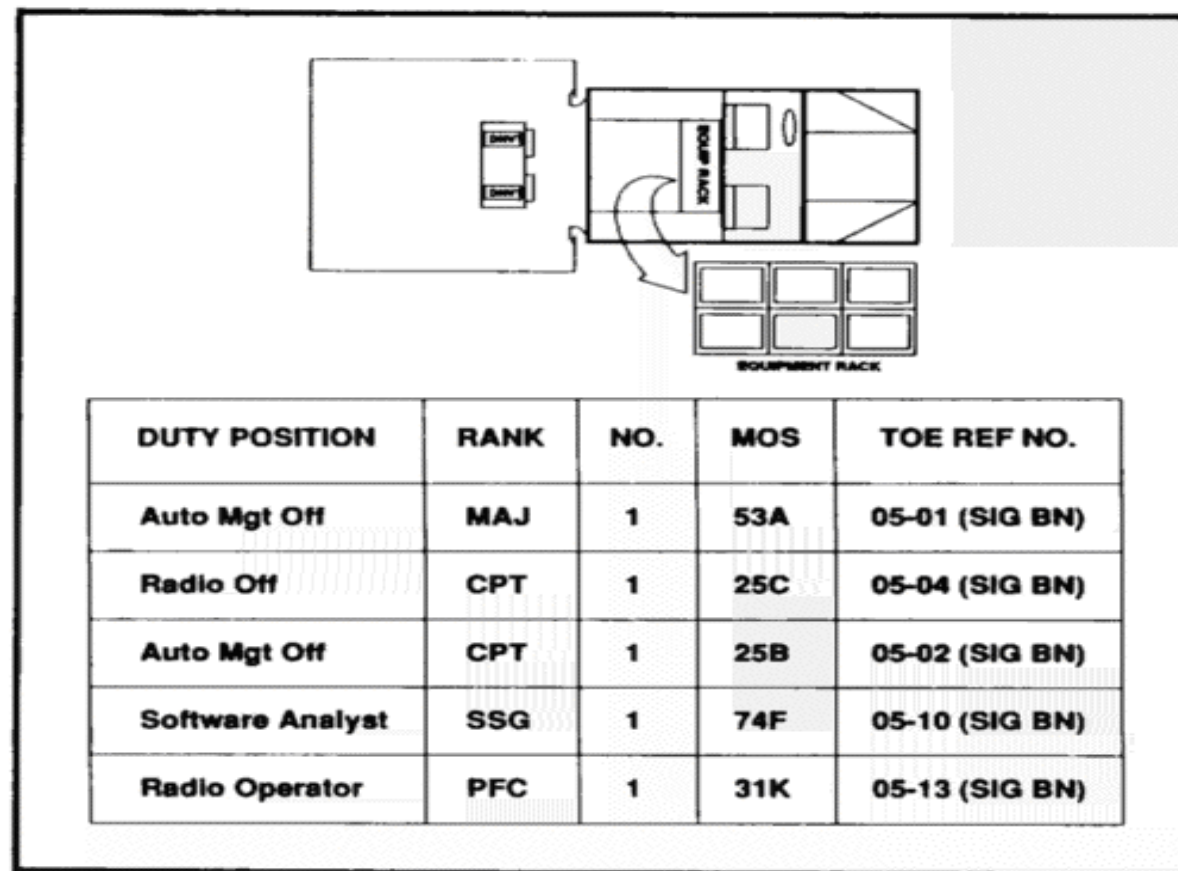 EQUIP RACK
EQUIPMENT RACK
DUTY POSITION RANK NO. MOS TOE REF NO.
Auto Mgt Off MAJ 1 53A 05-01 (SIG BN)
Radio Off CPT 1 25C 05-04 (SIG BN)
Auto Mgt Off CPT 1 25B 05-02 (SIG BN)
Software Analyst SSG 1 74F 05-10 (SIG BN)
Radio Operator PFC 1 31K 05-13 (SIG BN)